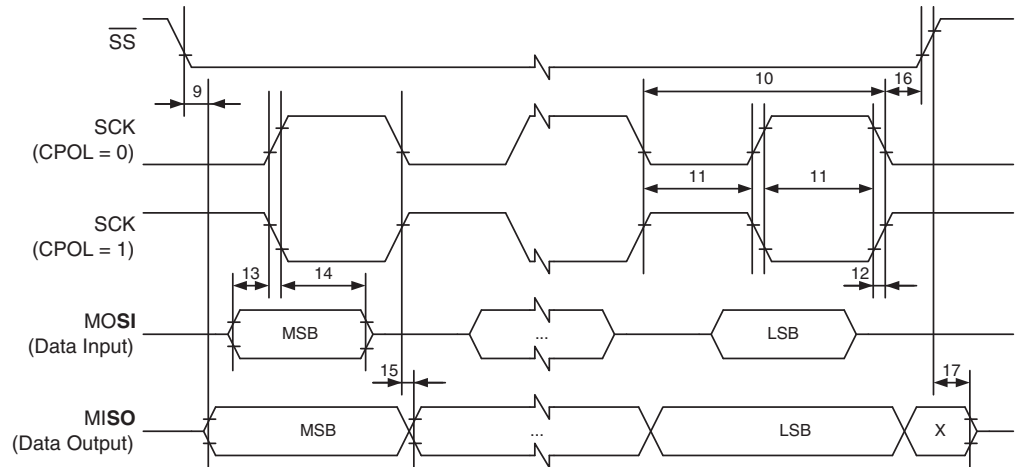 SS
9
10
16
SCK
(CPOL = 0)
11
11
SCK
(CPOL = 1)
13
14
12
MOSI
(Data Input)
MSB
...
LSB
15
17
MISO
(Data Output)
MSB
...
LSB
X